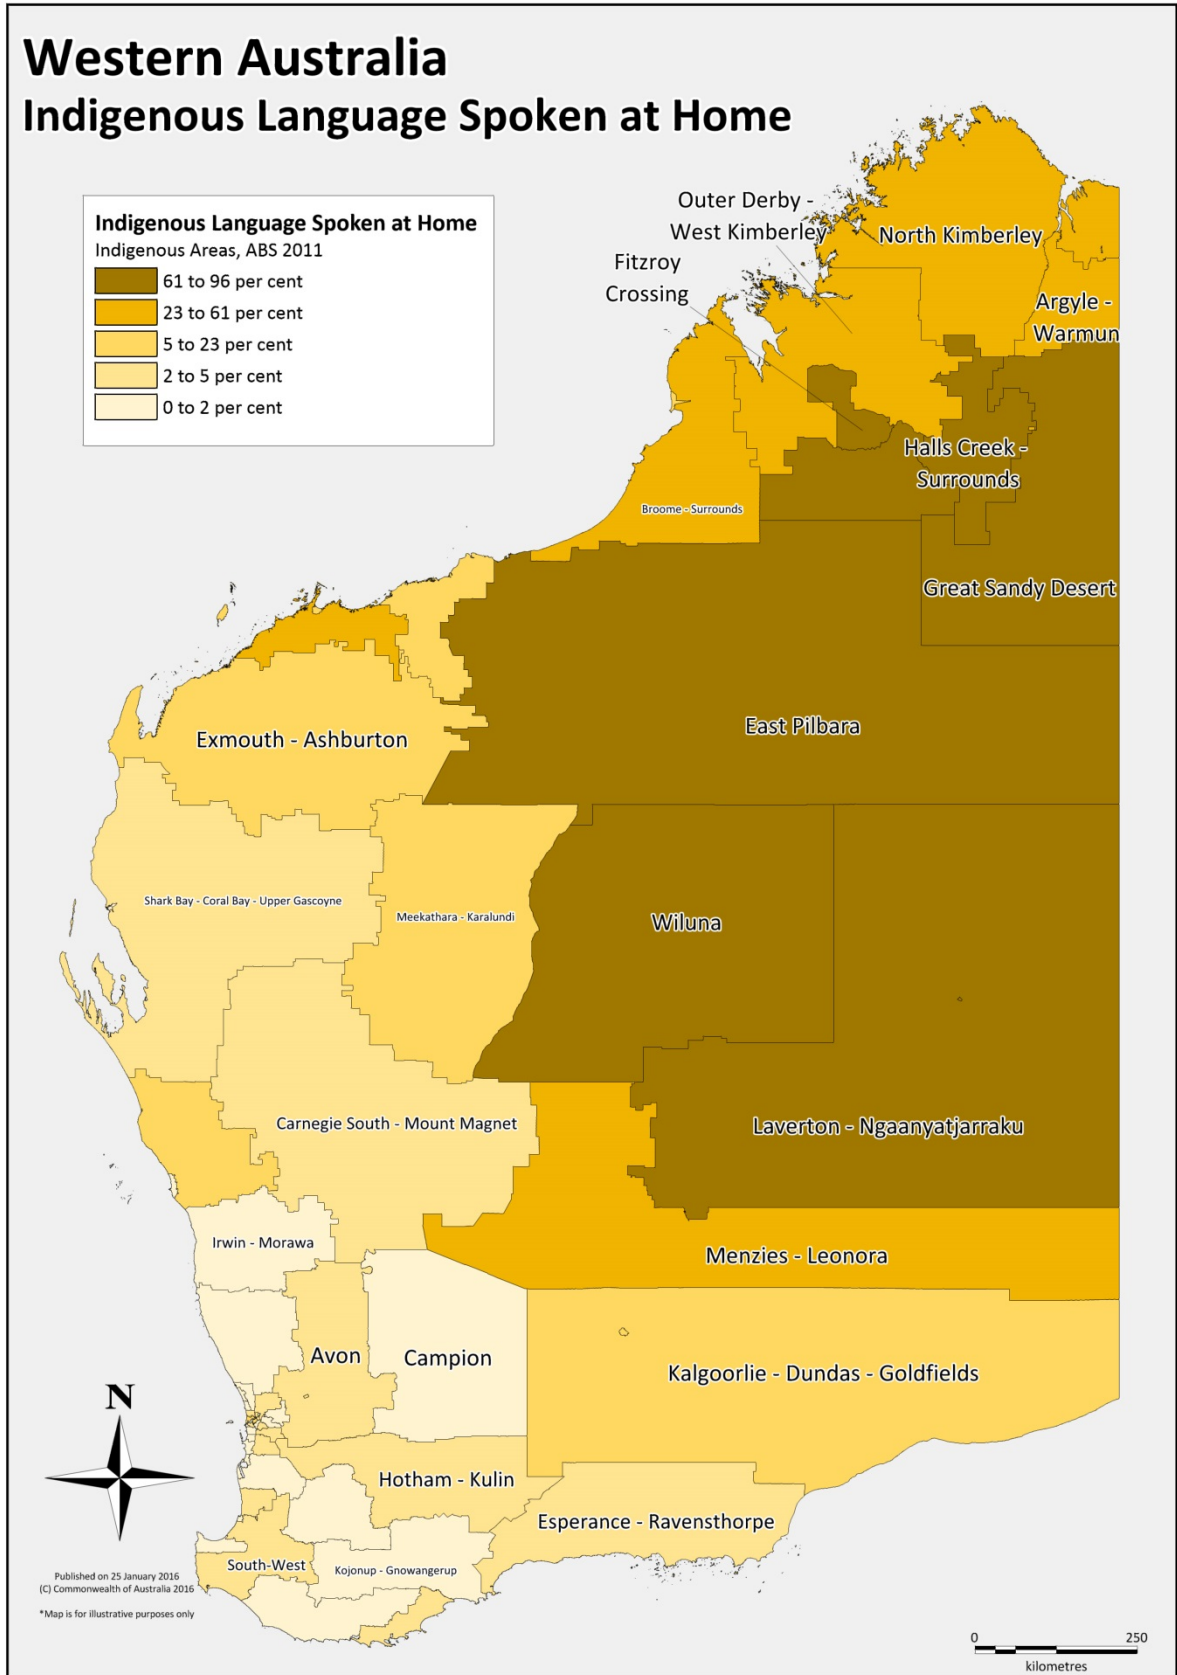 Western Australia
Indigenous Language Spoken at Home
Indigenous Language Spoken at Home
Indigenous Areas, ABS 2011
61 to 96 per cent
23 to 61 per cent
5 to 23 per cent
2 to 5 per cent
0 to 2 per cent
Outer Derby -
West Kimberley
North Kimberley
Fitzroy
Crossing
Argyle -
Warmun
Halls Creek -
Surrounds
Broome - Surrounds
Great Sandy Desert
East Pilbara
Exmouth - Ashburton
Shark Bay - Coral Bay - Upper Gascoyne
Meekathara - Karalundi
Wiluna
Carnegie South - Mount Magnet
Laverton - Ngaanyatjarraku
Irwin - Morawa
Menzies - Leonora
Avon
Campion
Kalgoorlie - Dundas - Goldfields
N
Hotham - Kulin
Esperance - Ravensthorpe
South-West
Kojonup - Gnowangerup
Published on 25 January 2016
(C) Commonwealth of Australia 2016
*Map is for illustrative purposes only
0 250
kilometres